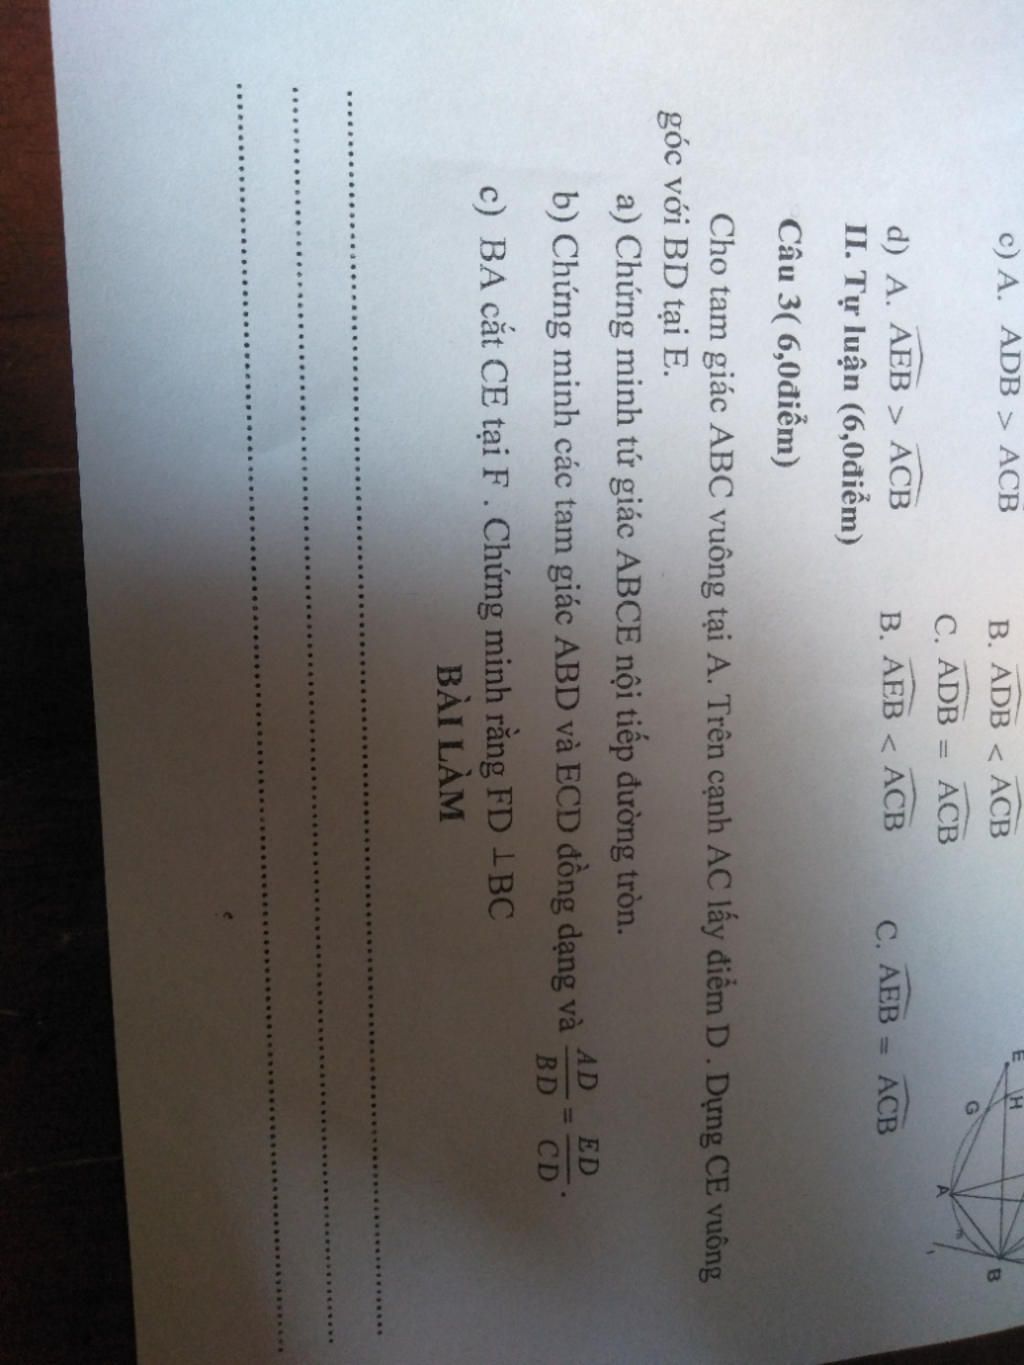 c) A. ADB > ACB
B. ADB < ACB
C. ADB = ACB
d) A. AEB > ACB B. AEB < ACB C. AEB = ACB
E
H
G
A
B
II. Tự luận (6,0điểm)
Câu 3( 6,0điểm)
Cho tam giác ABC vuông tại A. Trên cạnh AC lấy điểm D . Dựng CE vuông
góc với BD tại E.
a) Chứng minh tứ giác ABCE nội tiếp đường tròn.
b) Chứng minh các tam giác ABD và ECD đồng dạng và AD/BD = ED/CD.
c) BA cắt CE tại F . Chứng minh rằng FD ⊥ BC
BÀI LÀM